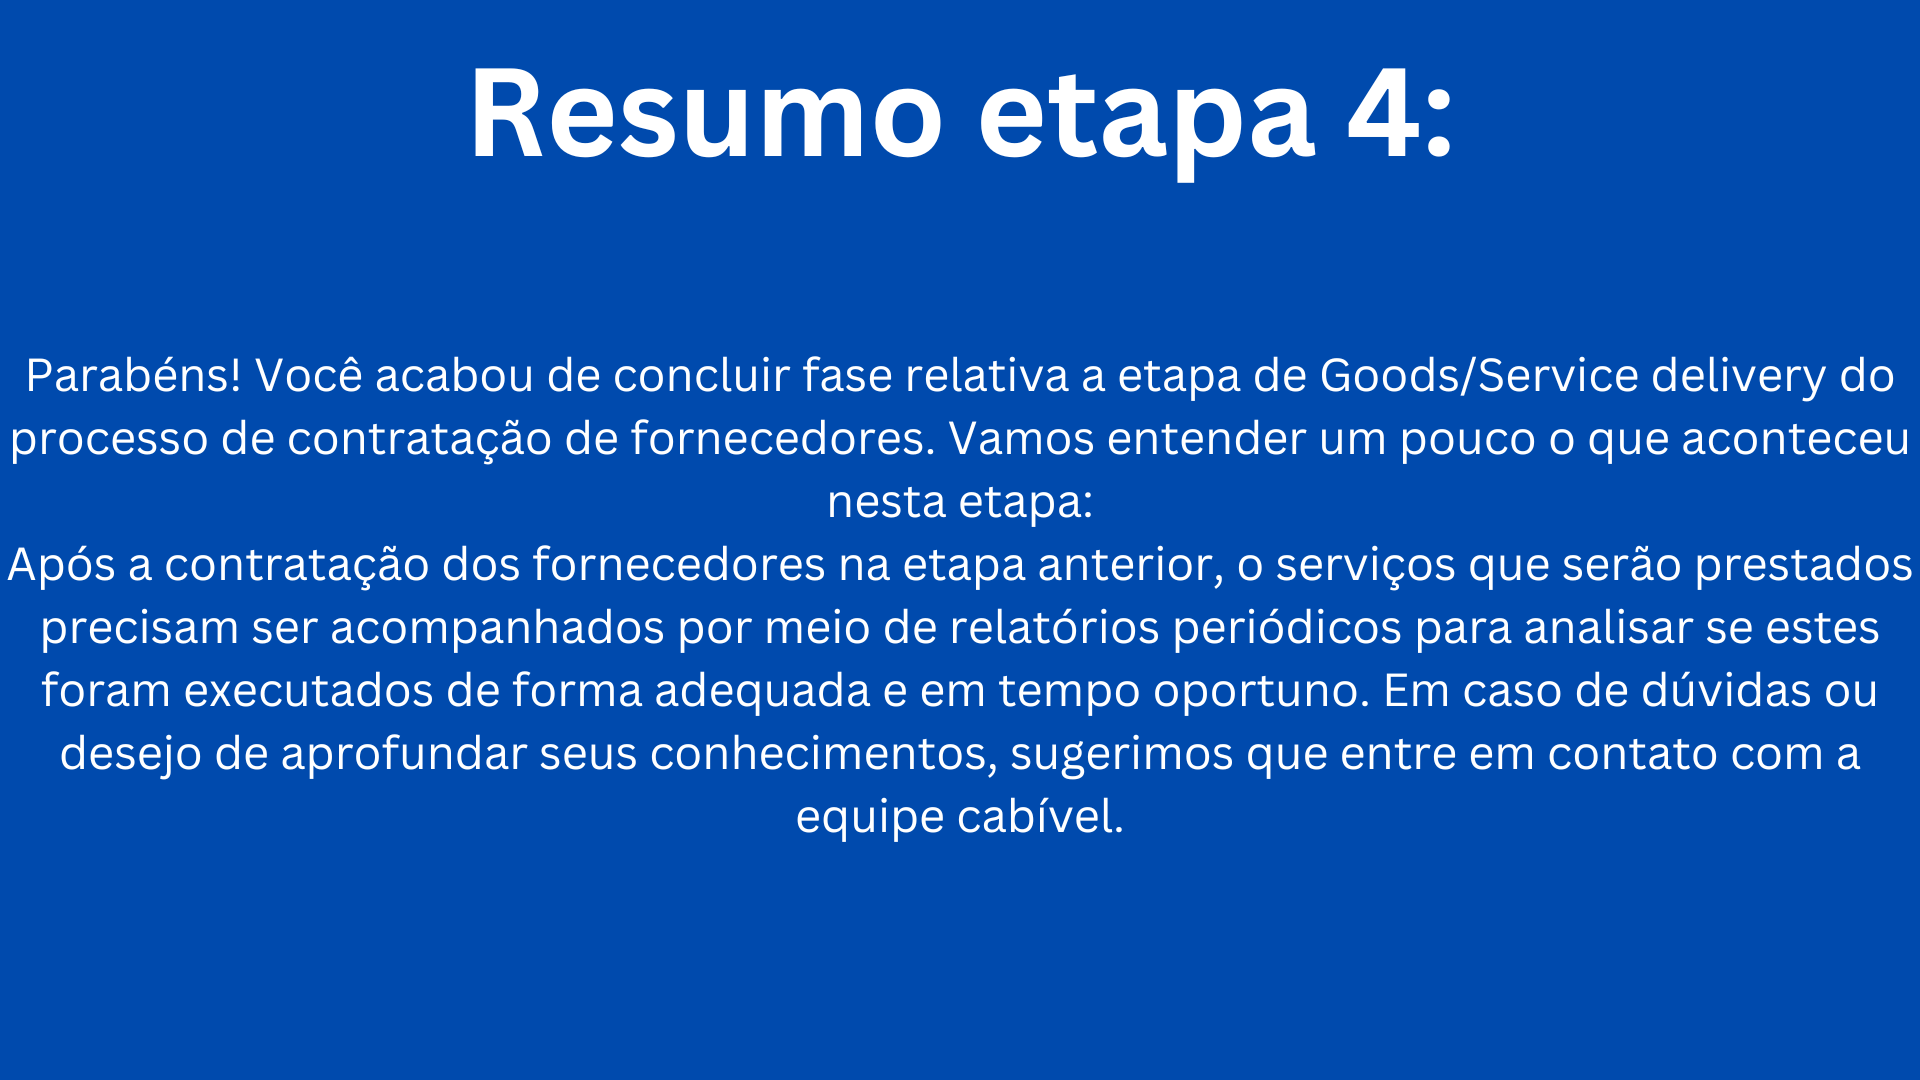 Resumo etapa 4:
Parabéns! Você acabou de concluir fase relativa a etapa de Goods/Service delivery do
processo de contratação de fornecedores. Vamos entender um pouco o que aconteceu
nesta etapa:
Após a contratação dos fornecedores na etapa anterior, o serviços que serão prestados
precisam ser acompanhados por meio de relatórios periódicos para analisar se estes
foram executados de forma adequada e em tempo oportuno. Em caso de dúvidas ou
desejo de aprofundar seus conhecimentos, sugerimos que entre em contato com a
equipe cabível.